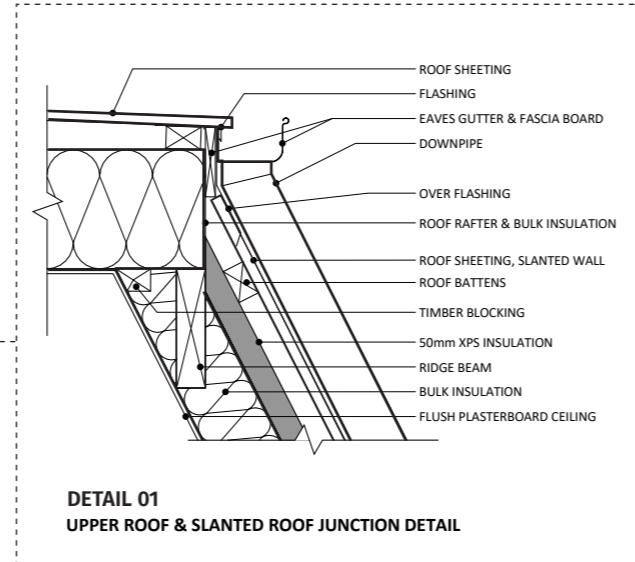 ROOF SHEETING
FLASHING
EAVES GUTTER & FASCIA BOARD
DOWNPIPE
OVER FLASHING
ROOF RAFTER & BULK INSULATION
ROOF SHEETING, SLANTED WALL
ROOF BATTENS
TIMBER BLOCKING
50mm XPS INSULATION
RIDGE BEAM
BULK INSULATION
FLUSH PLASTERBOARD CEILING
DETAIL 01
UPPER ROOF & SLANTED ROOF JUNCTION DETAIL